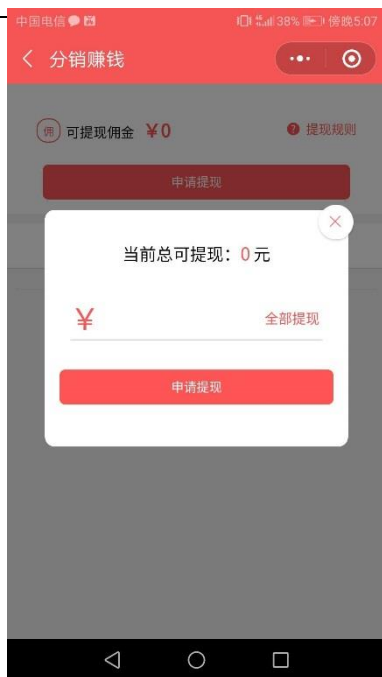 中国电信 38% 傍晚5:07
分销赚钱
佣 可提现佣金 ￥0 ? 提现规则
申请提现
当前总可提现：0元
￥ 全部提现
申请提现